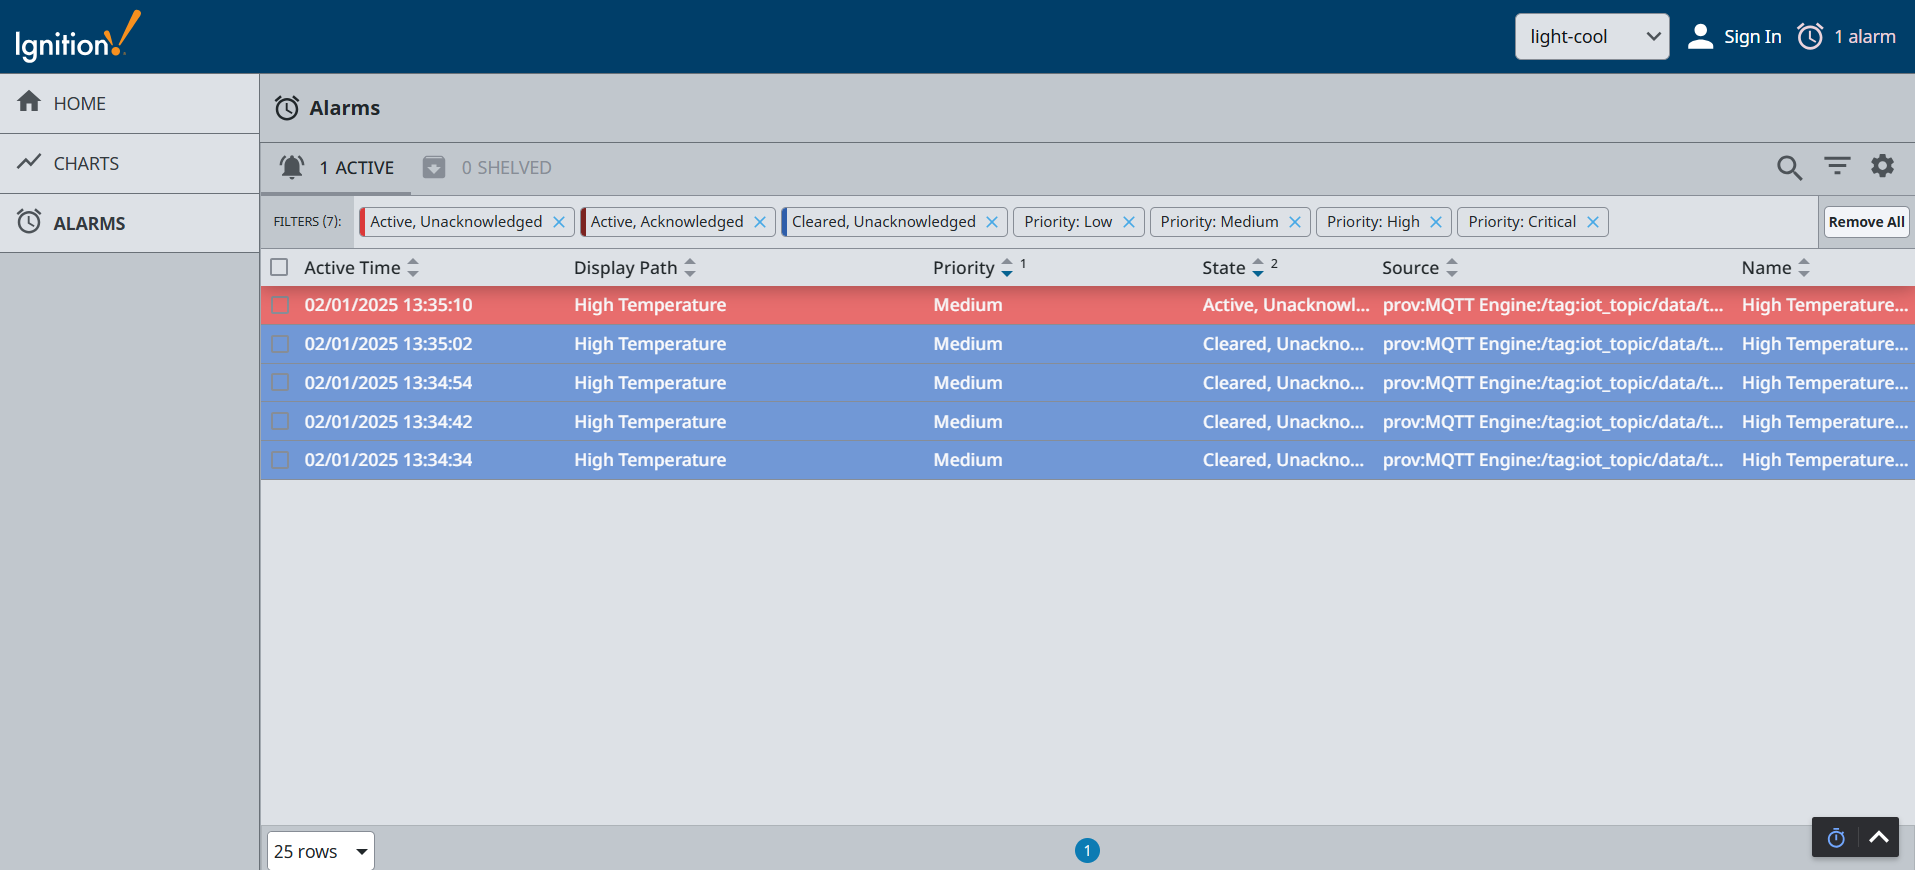 Ignition!
light-cool
Sign In
1 alarm
HOME
CHARTS
ALARMS
Alarms
1 ACTIVE
0 SHELVED
FILTERS (7):
Active, Unacknowledged
Active, Acknowledged
Cleared, Unacknowledged
Priority: Low
Priority: Medium
Priority: High
Priority: Critical
Remove All
Active Time Display Path Priority 1 State 2 Source Name
02/01/2025 13:35:10 High Temperature Medium Active, Unacknowl... prov:MQTT Engine:/tag:iot_topic/data/t... High Temperature...
02/01/2025 13:35:02 High Temperature Medium Cleared, Unackno... prov:MQTT Engine:/tag:iot_topic/data/t... High Temperature...
02/01/2025 13:34:54 High Temperature Medium Cleared, Unackno... prov:MQTT Engine:/tag:iot_topic/data/t... High Temperature...
02/01/2025 13:34:42 High Temperature Medium Cleared, Unackno... prov:MQTT Engine:/tag:iot_topic/data/t... High Temperature...
02/01/2025 13:34:34 High Temperature Medium Cleared, Unackno... prov:MQTT Engine:/tag:iot_topic/data/t... High Temperature...
25 rows
1